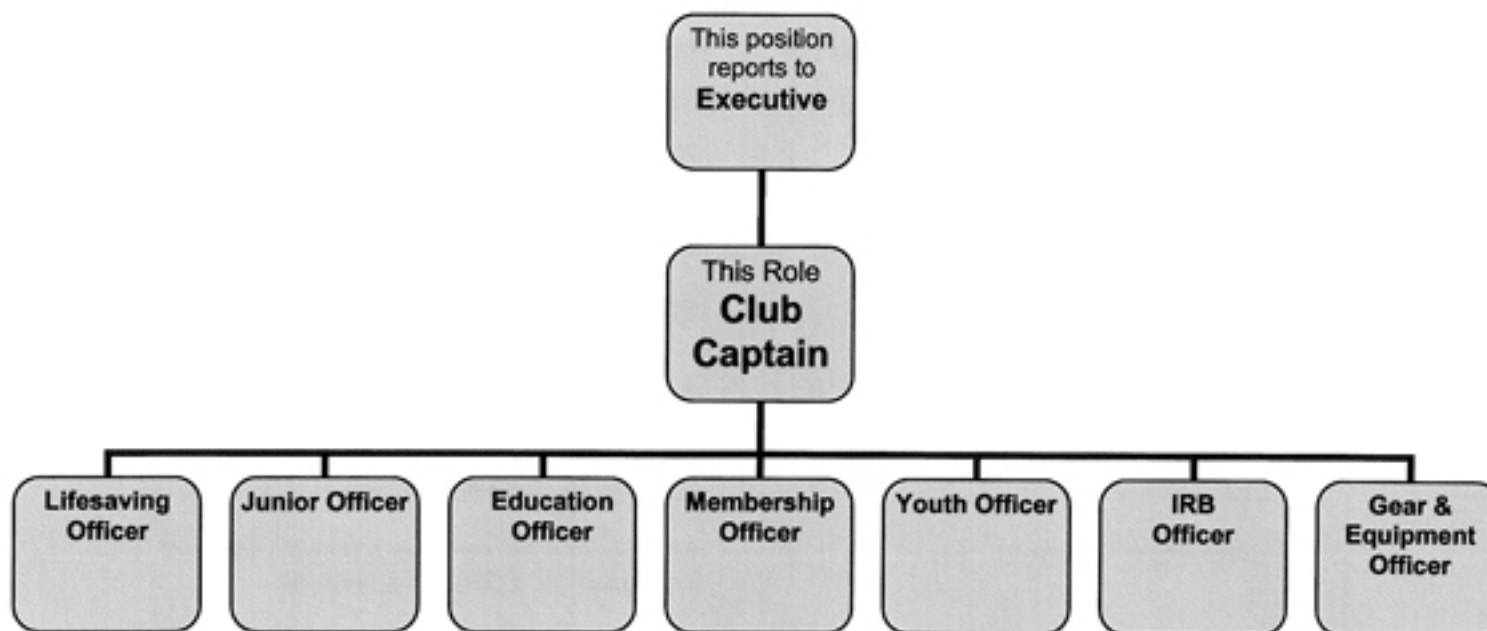 This position
reports to
Executive
This Role
Club
Captain
Lifesaving
Officer
Junior Officer
Education
Officer
Membership
Officer
Youth Officer
IRB
Officer
Gear &
Equipment
Officer